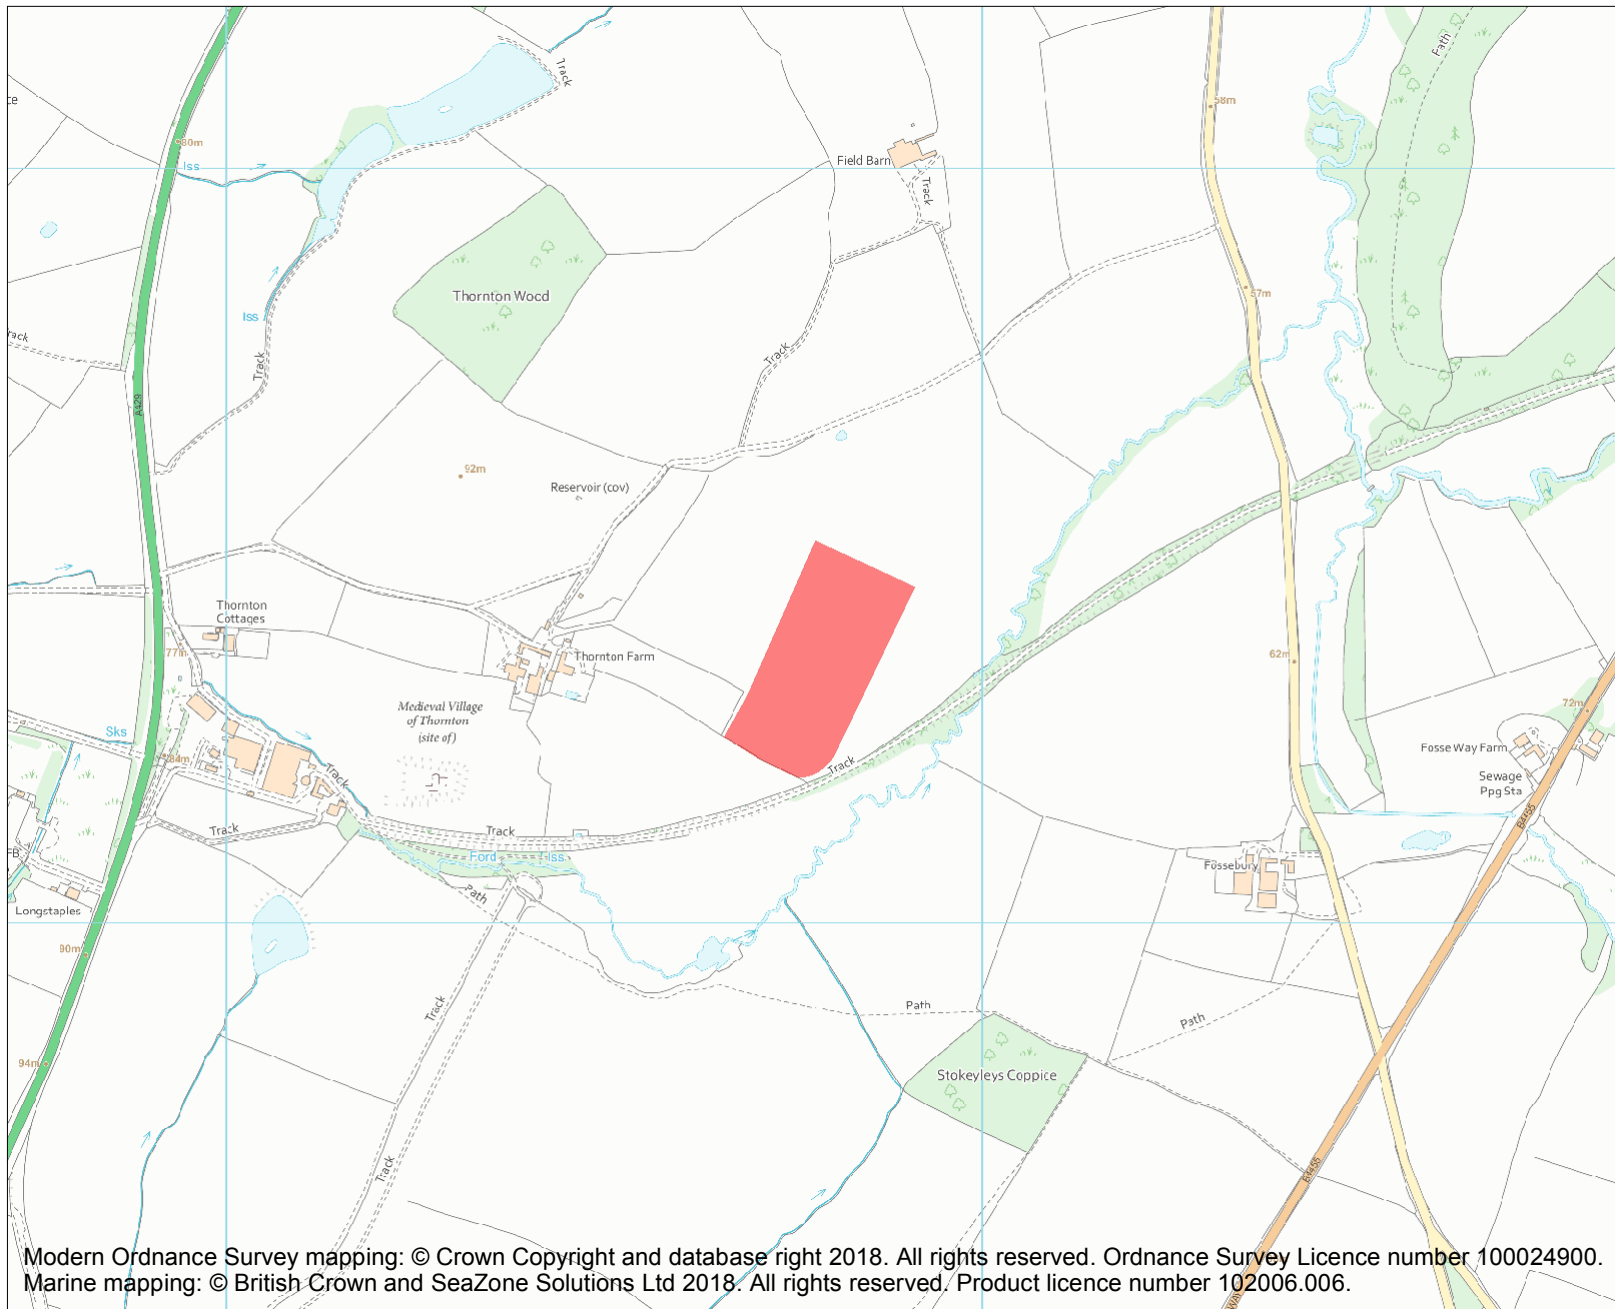 Path
Track
ce
58m
80m
Iss
Field Barn
Track
57m
Thornton Wood
Iss
Track
Track
A429
92m
Reservoir (cov)
Thornton
Cottages
77m
Thornton Farm
62m
Medieval Village
of Thornton
(site of)
72m
Sks
84m
Fosse Way Farm
Sewage
Ppg Sta
Track
Track
B4455
Track
Track
FB
Ford
Iss
Fossebury
Path
Longstaples
90m
Track
Path
Path
94m
Stokeyleys Coppice
Track
B4455
Modern Ordnance Survey mapping: © Crown Copyright and database right 2018. All rights reserved. Ordnance Survey Licence number 100024900.
Marine mapping: © British Crown and SeaZone Solutions Ltd 2018. All rights reserved. Product licence number 102006.006.
WAY